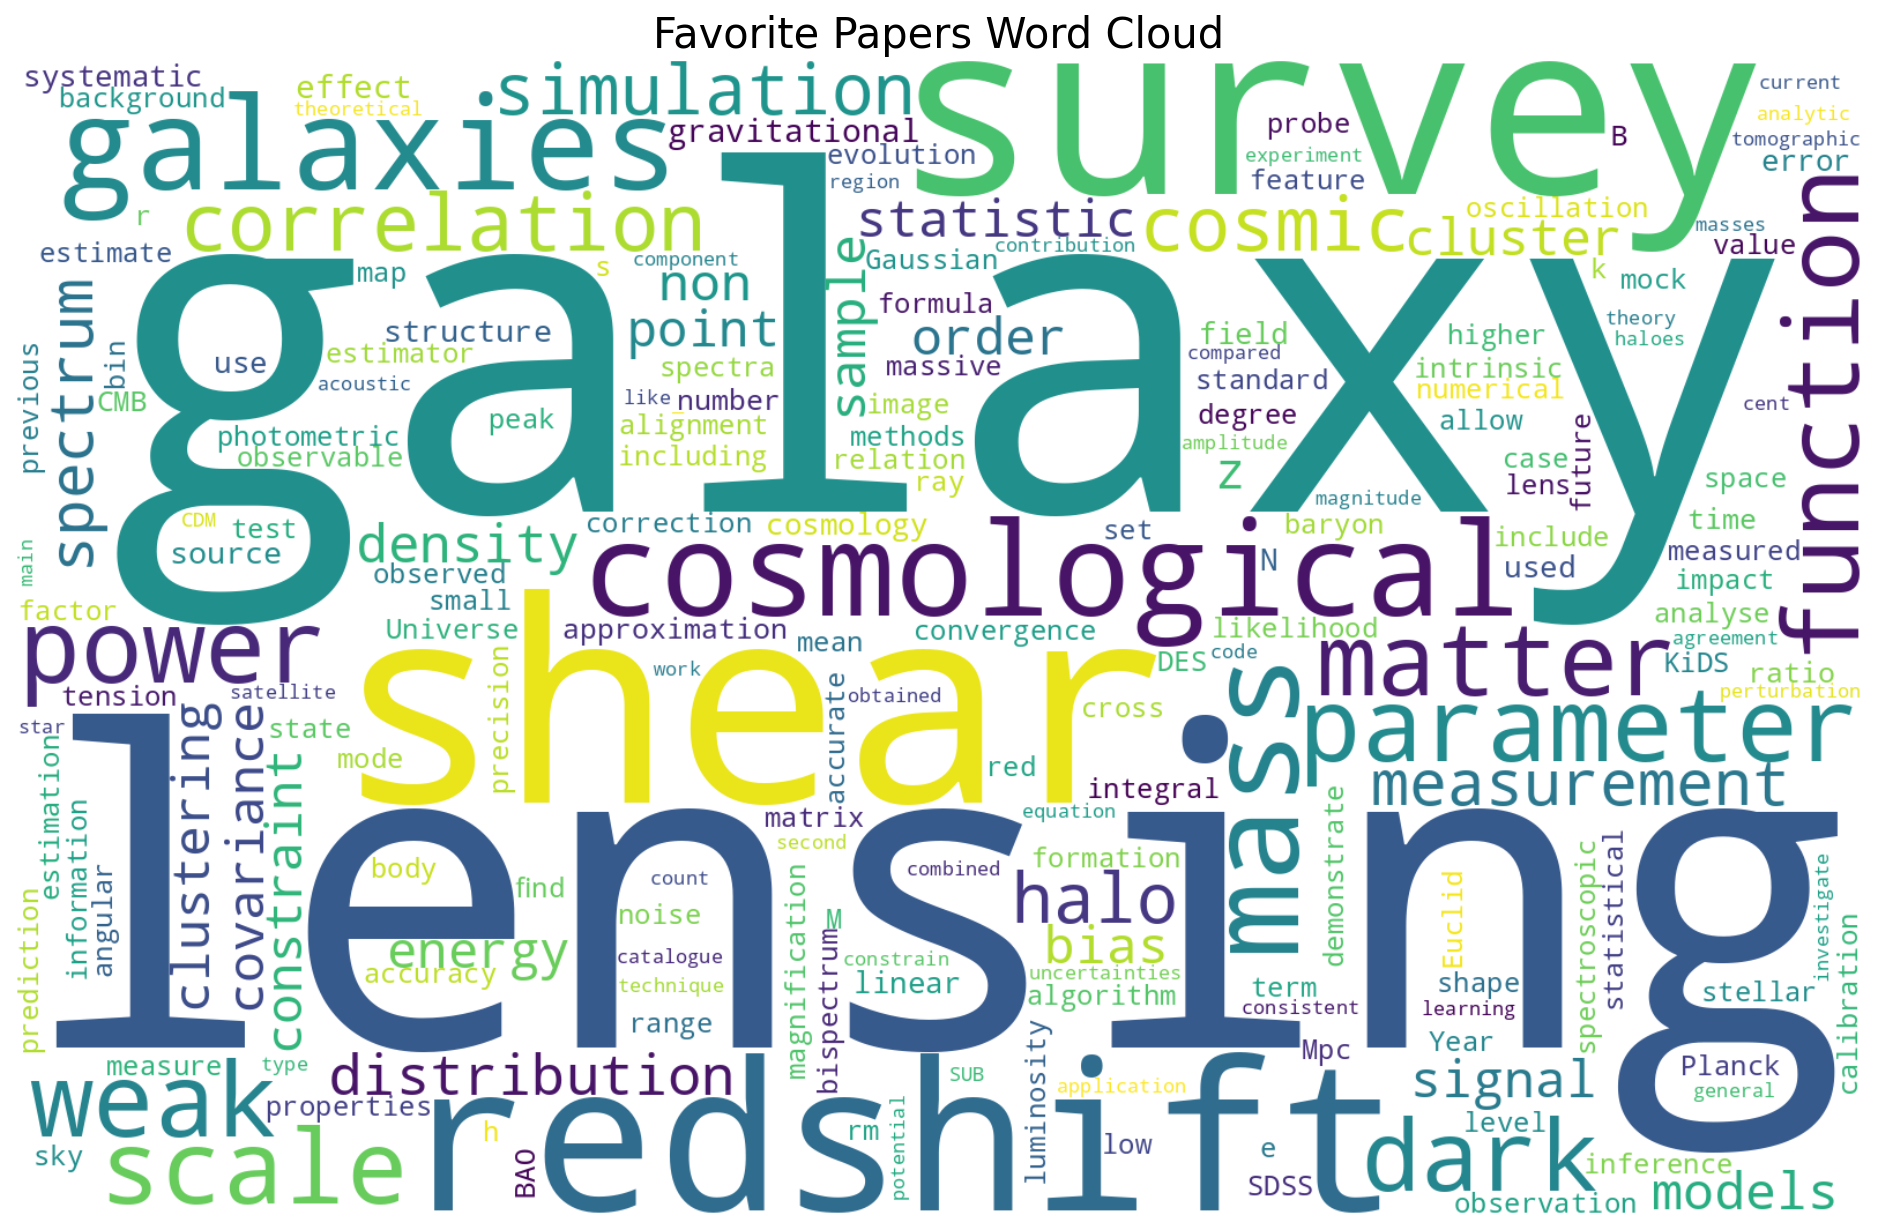 Favorite Papers Word Cloud
systematic
effect
simulation
survey
current
background
theoretical
analytic
galaxies
gravitational
probe
B
tomographic
evolution
experiment
error
region
feature
function
r
correlation
statistic
cosmic
cluster
oscillation
masses
estimate
s
component
contribution
value
map
non
sample
Gaussian
k
mock
galaxy
spectrum
formula
structure
point
order
field
higher
theory
haloes
previous
bin
use
estimator
spectra
massive
compared
intrinsic
acoustic
standard
numerical
CMB
like
number
image
degree
cent
peak
alignment
allow
photometric
methods
amplitude
observable
including
relation
Z
case
future
ray
lens
space
magnitude
CDM
test
density
correction
cosmology
set
baryon
time
source
cosmological
include
measured
main
observed
N
used
impact
factor
small
analyse
power
Universe
approximation
convergence
likelihood
agreement
shear
mean
matter
code
work
DES
KiDS
ratio
tension
satellite
precision
accurate
obtained
mass
perturbation
star
clustering
covariance
state
cross
parameter
lensing
mode
constraint
red
measurement
estimation
integral
information
matrix
equation
demonstrate
second
angular
body
formation
statistical
find
count
combined
halo
spectroscopic
investigate
prediction
noise
magnification
M
Euclid
energy
bispectrum
bias
calibration
accuracy
catalogue
constrain
uncertainties
technique
linear
algorithm
term
shape
stellar
range
consistent
learning
luminosity
Year
measure
type
Mpc
Planck
weak
distribution
SUB
application
signal
general
properties
redshift
h
rm
potential
low
e
dark
level
sky
scale
BAO
SDSS
inference
observation
models